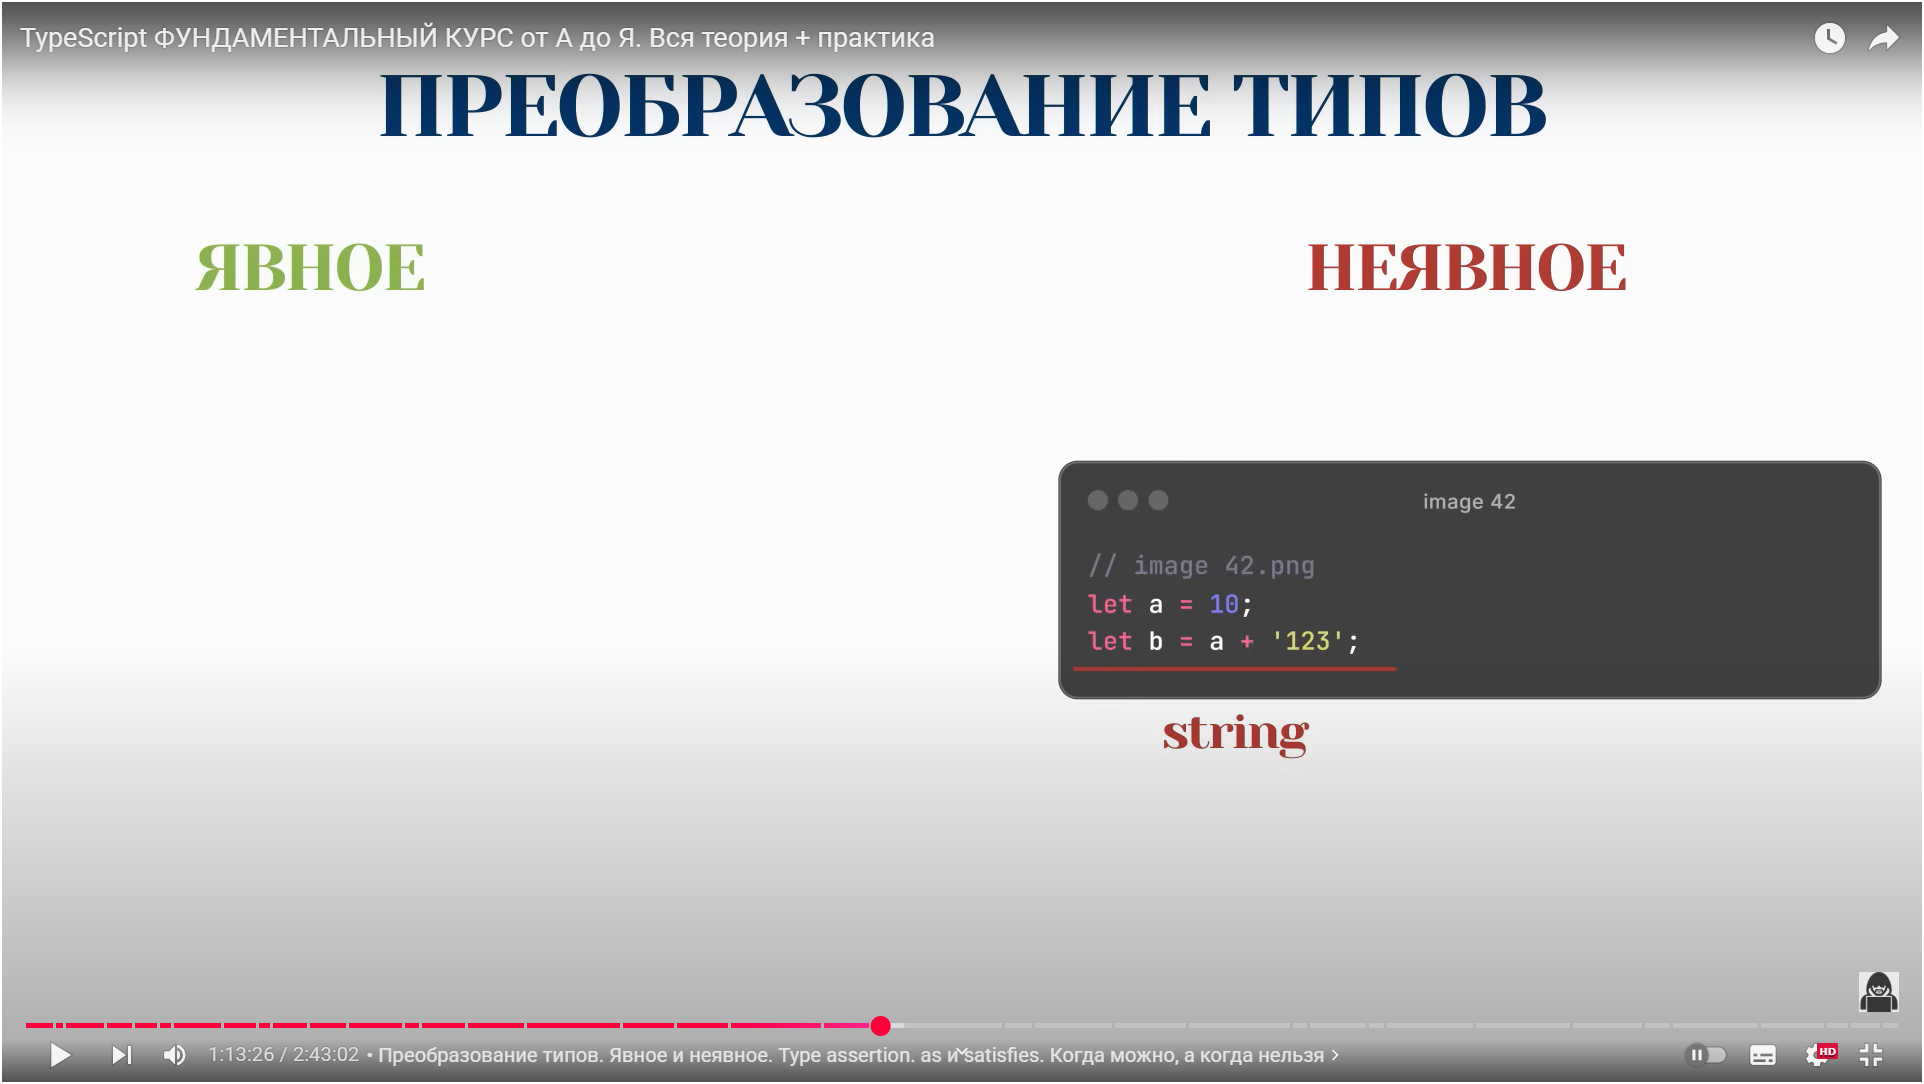 TypeScript ФУНДАМЕНТАЛЬНЫЙ КУРС от А до Я. Вся теория + практика
ПРЕОБРАЗОВАНИЕ ТИПОВ
ЯВНОЕ
НЕЯВНОЕ
image 42
// image 42.png
let a = 10;
let b = a + '123';
string
1:13:26 / 2:43:02 • Преобразование типов. Явное и неявное. Type assertion. as и satisfies. Когда можно, а когда нельзя
HD